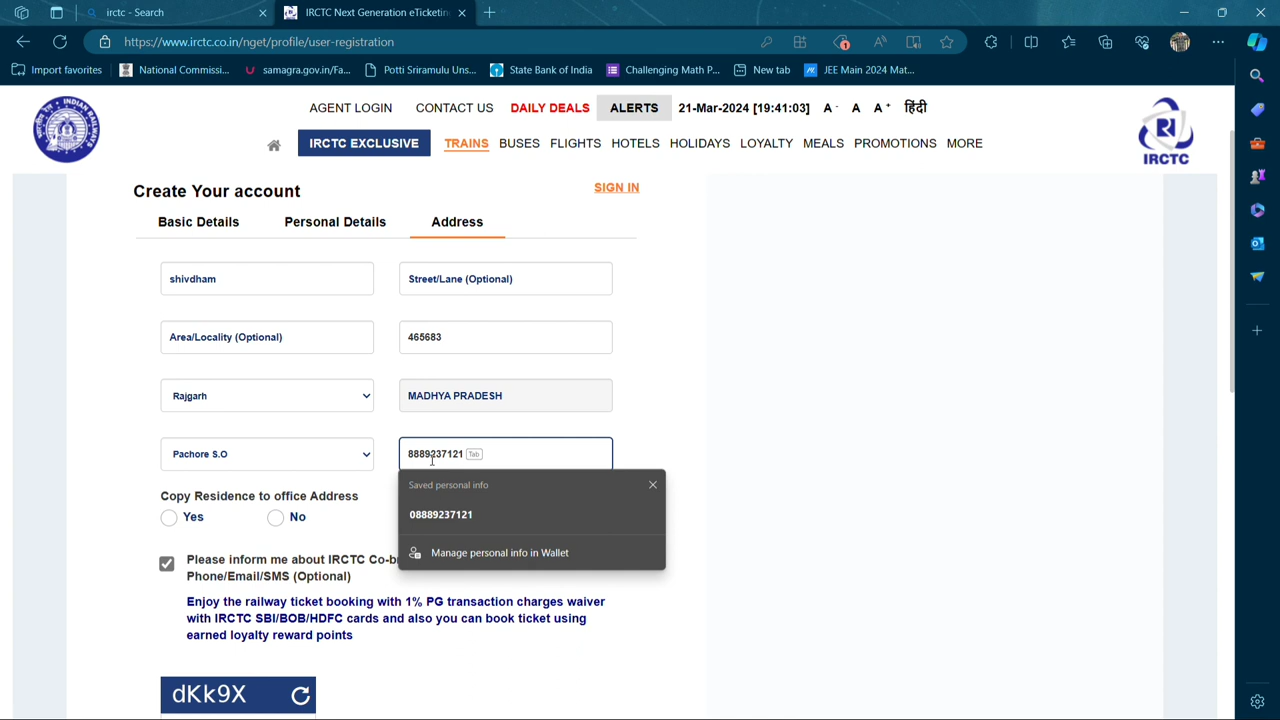 irctc - Search
IRCTC Next Generation eTicketin
https://www.irctc.co.in/nget/profile/user-registration
1
Import favorites
National Commissi...
samagra.gov.in/Fa...
Potti Sriramulu Uns...
State Bank of India
Challenging Math P...
New tab
JEE Main 2024 Mat...
AGENT LOGIN CONTACT US DAILY DEALS ALERTS 21-Mar-2024 [19:41:03] A- A A+ हिंदी
IRCTC EXCLUSIVE TRAINS BUSES FLIGHTS HOTELS HOLIDAYS LOYALTY MEALS PROMOTIONS MORE
IRCTC
Create Your account
SIGN IN
Basic Details Personal Details Address
shivdham
Street/Lane (Optional)
Area/Locality (Optional)
465683
Rajgarh
MADHYA PRADESH
Pachore S.O
8889237121 Tab
Saved personal info
08889237121
Manage personal info in Wallet
Copy Residence to office Address
Yes No
Please inform me about IRCTC Co-b
Phone/Email/SMS (Optional)
Enjoy the railway ticket booking with 1% PG transaction charges waiver
with IRCTC SBI/BOB/HDFC cards and also you can book ticket using
earned loyalty reward points
dKk9X